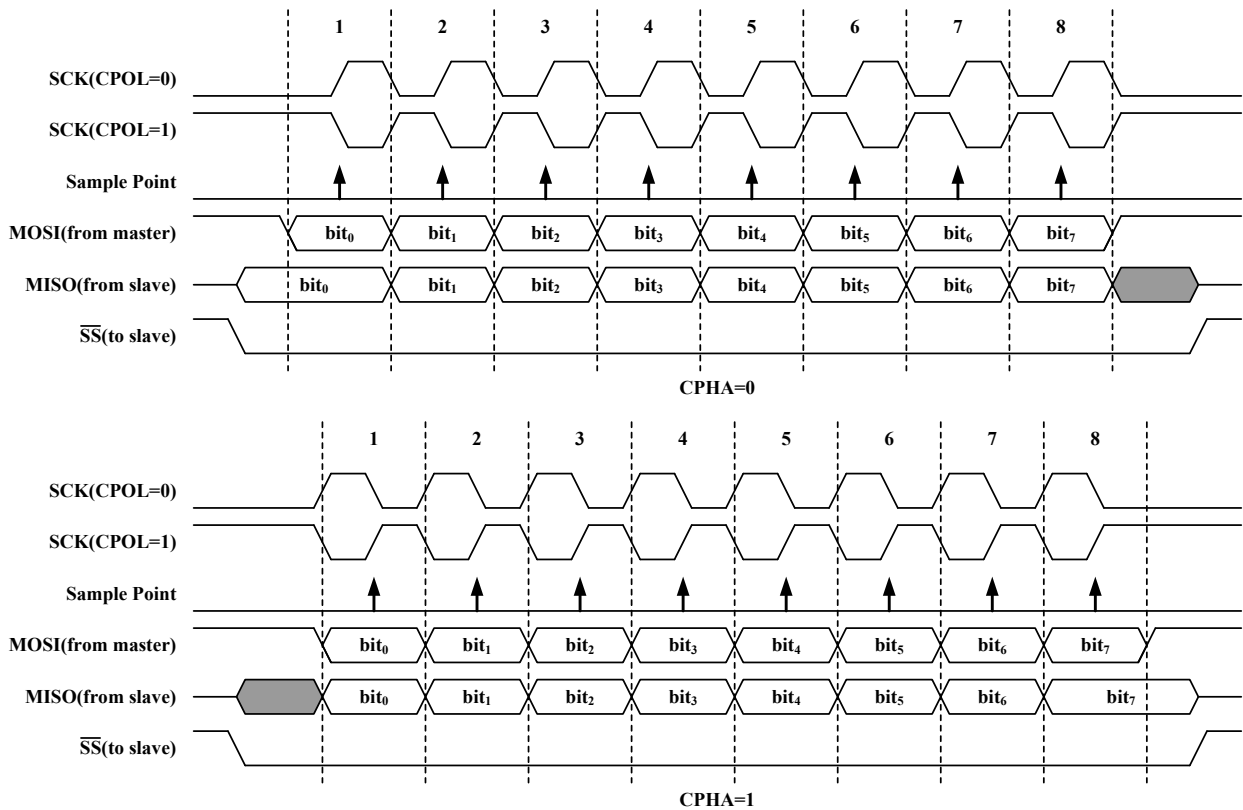 1 2 3 4 5 6 7 8
SCK(CPOL=0)
SCK(CPOL=1)
Sample Point
MOSI(from master) bit₀ bit₁ bit₂ bit₃ bit₄ bit₅ bit₆ bit₇
MISO(from slave) bit₀ bit₁ bit₂ bit₃ bit₄ bit₅ bit₆ bit₇
S̅S̅(to slave)
CPHA=0
1 2 3 4 5 6 7 8
SCK(CPOL=0)
SCK(CPOL=1)
Sample Point
MOSI(from master) bit₀ bit₁ bit₂ bit₃ bit₄ bit₅ bit₆ bit₇
MISO(from slave) bit₀ bit₁ bit₂ bit₃ bit₄ bit₅ bit₆ bit₇
S̅S̅(to slave)
CPHA=1